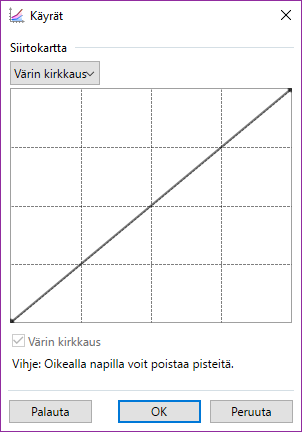 Käyrät
Siirtokartta
Värin kirkkaus
Värin kirkkaus
Vihje: Oikealla napilla voit poistaa pisteitä.
Palauta OK Peruuta